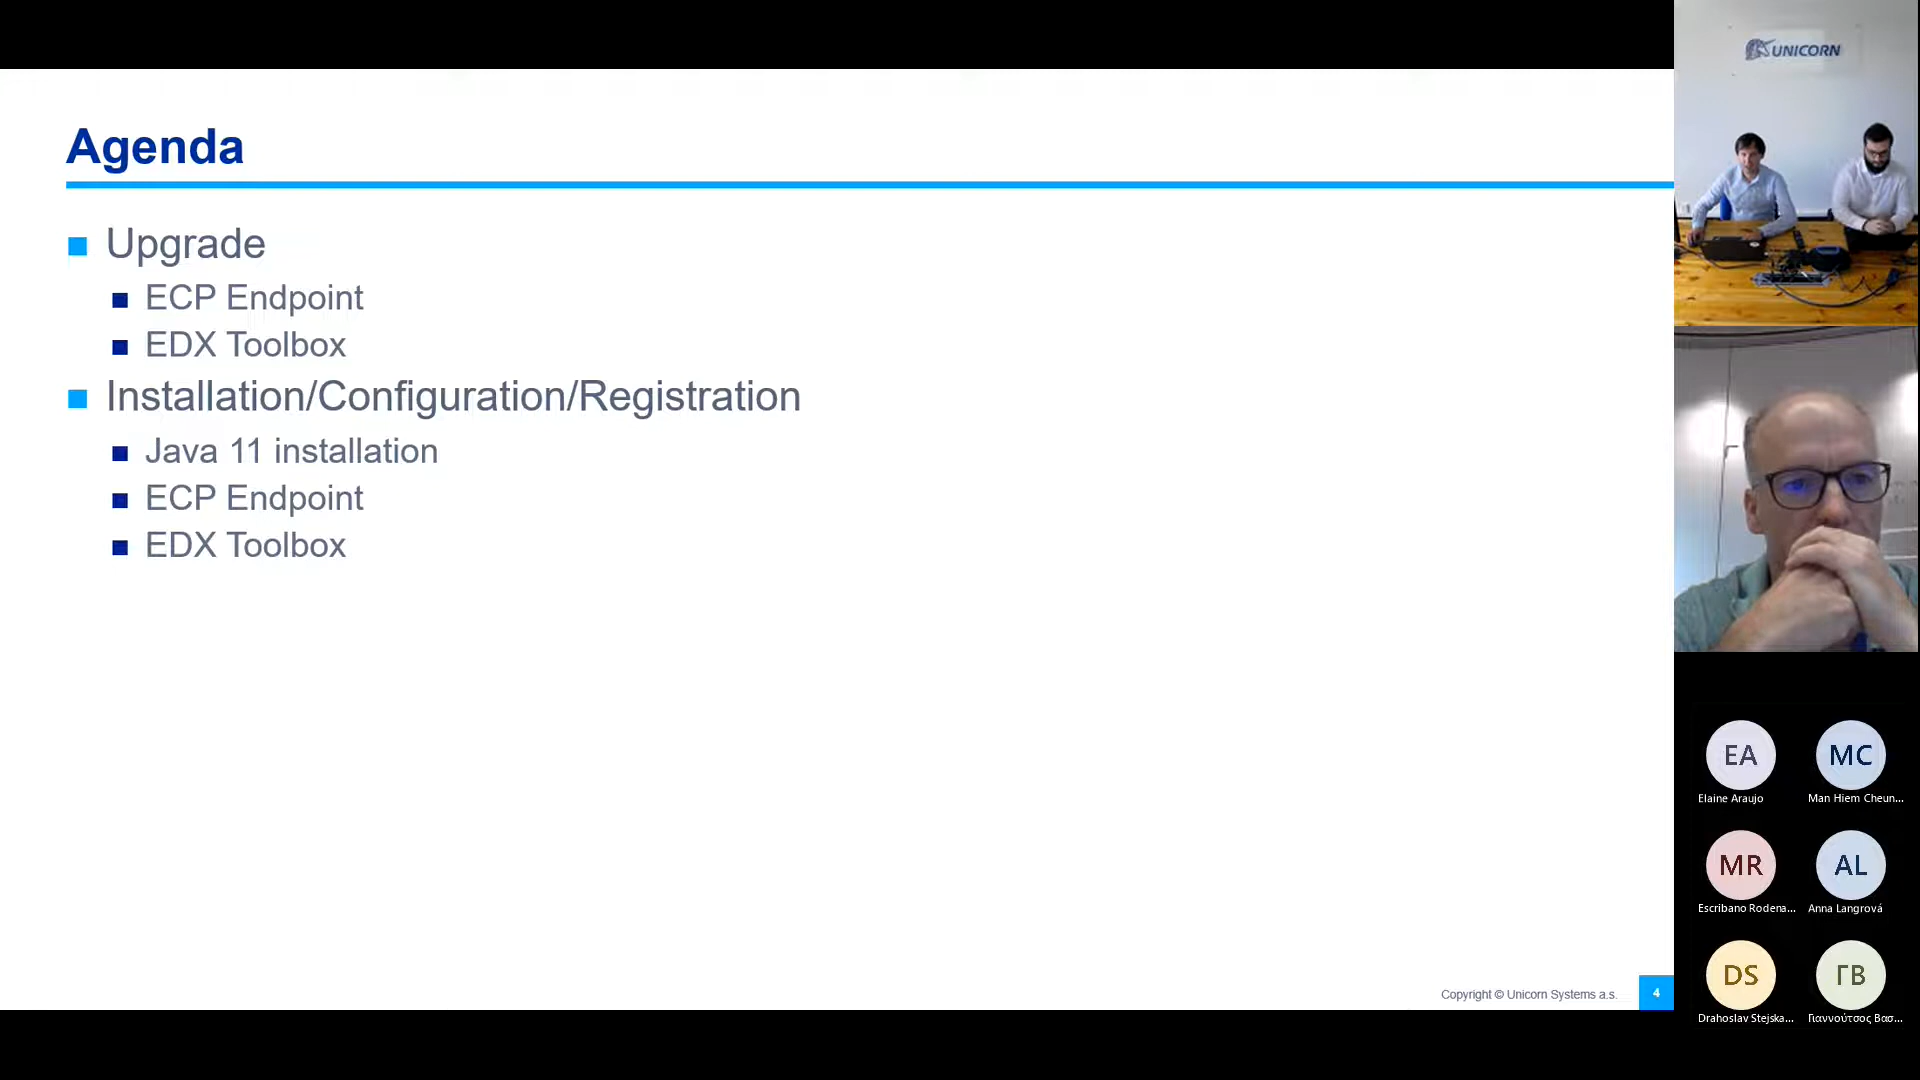 Agenda
Upgrade
ECP Endpoint
EDX Toolbox
Installation/Configuration/Registration
Java 11 installation
ECP Endpoint
EDX Toolbox
Copyright © Unicorn Systems a.s.
4
UNICORN
EA
MC
Elaine Araujo
Man Hiem Cheun...
MR
AL
Escribano Rodena...
Anna Langrová
DS
ΓΒ
Drahoslav Stejska...
Γιαννούτσος Βασ...